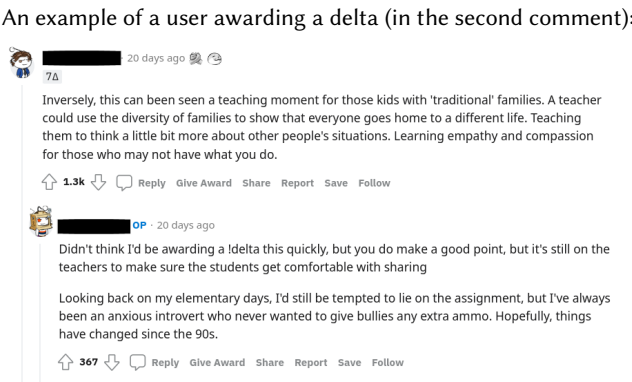 An example of a user awarding a delta (in the second comment):
· 20 days ago
7Δ
Inversely, this can been seen a teaching moment for those kids with 'traditional' families. A teacher
could use the diversity of families to show that everyone goes home to a different life. Teaching
them to think a little bit more about other people's situations. Learning empathy and compassion
for those who may not have what you do.
1.3k Reply Give Award Share Report Save Follow
OP · 20 days ago
Didn't think I'd be awarding a !delta this quickly, but you do make a good point, but it's still on the
teachers to make sure the students get comfortable with sharing
Looking back on my elementary days, I'd still be tempted to lie on the assignment, but I've always
been an anxious introvert who never wanted to give bullies any extra ammo. Hopefully, things
have changed since the 90s.
367 Reply Give Award Share Report Save Follow